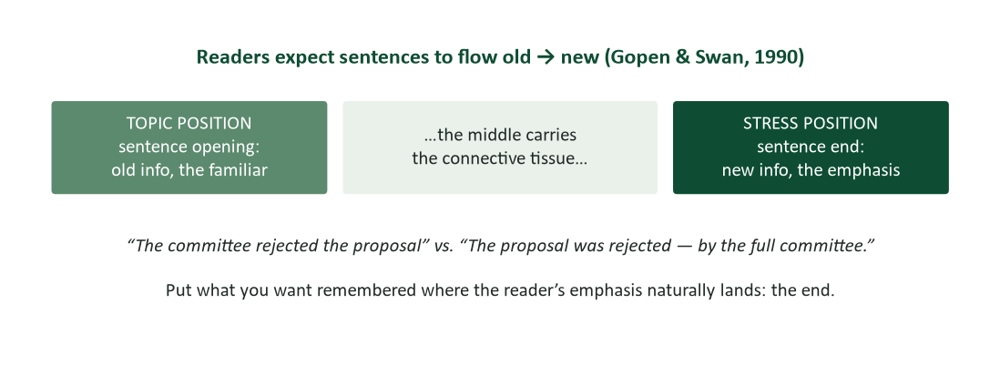 Readers expect sentences to flow old → new (Gopen & Swan, 1990)
TOPIC POSITION
sentence opening:
old info, the familiar
…the middle carries
the connective tissue…
STRESS POSITION
sentence end:
new info, the emphasis
“The committee rejected the proposal” vs. “The proposal was rejected — by the full committee.”
Put what you want remembered where the reader’s emphasis naturally lands: the end.